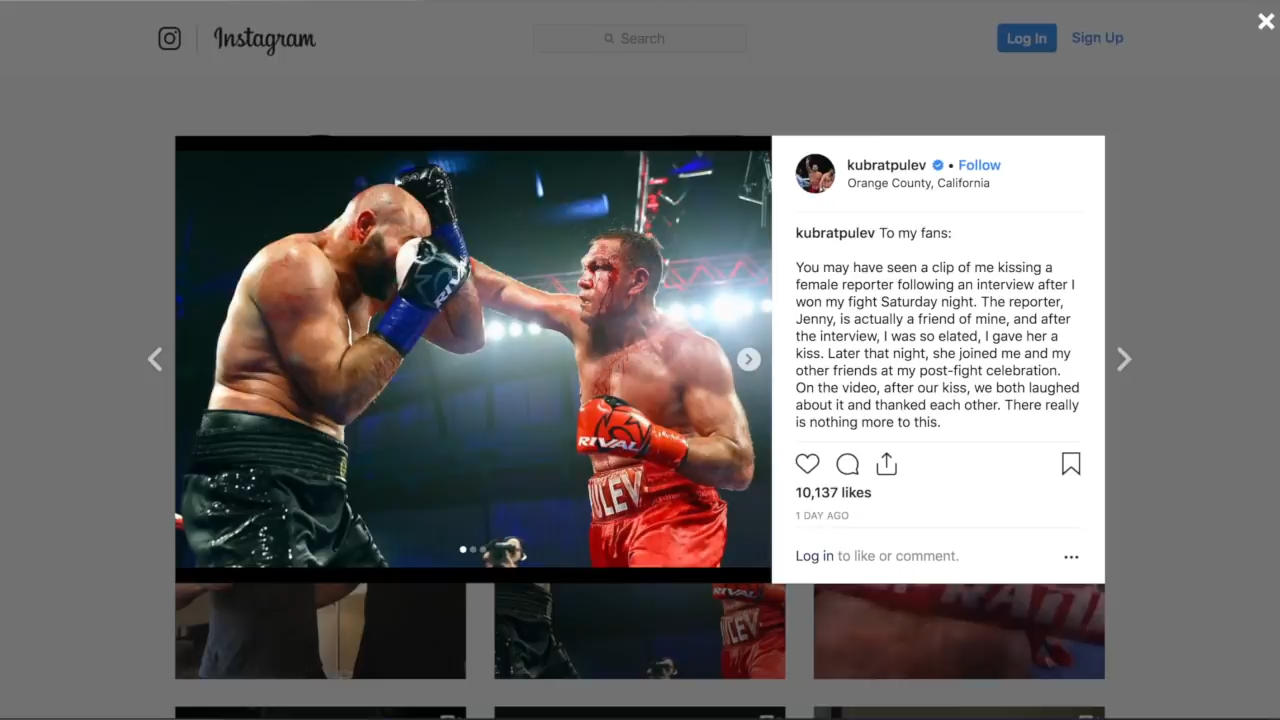 Instagram
Search
Log In
Sign Up
kubratpulev • Follow
Orange County, California
kubratpulev To my fans:
You may have seen a clip of me kissing a
female reporter following an interview after I
won my fight Saturday night. The reporter,
Jenny, is actually a friend of mine, and after
the interview, I was so elated, I gave her a
kiss. Later that night, she joined me and my
other friends at my post-fight celebration.
On the video, after our kiss, we both laughed
about it and thanked each other. There really
is nothing more to this.
10,137 likes
1 DAY AGO
Log in to like or comment.
RIVAL
RIVAL
ULEV
RIVAL
LEV